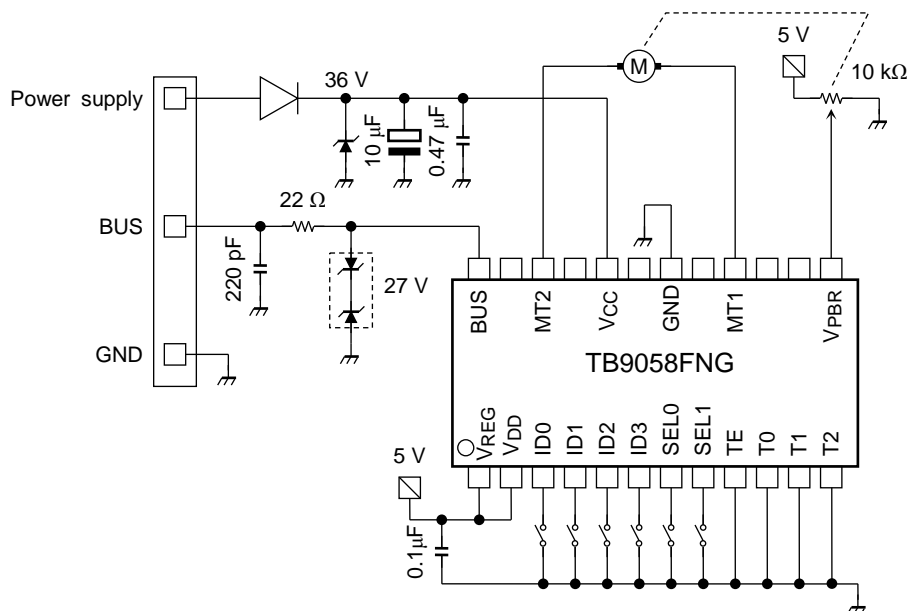 5 V
M
36 V
10 kΩ
Power supply
10 μF
0.47 μF
22 Ω
BUS
220 pF
27 V
BUS
MT2
VCC
GND
MT1
VPBR
GND
TB9058FNG
VREG
VDD
ID0
ID1
ID2
ID3
SEL0
SEL1
TE
T0
T1
T2
5 V
0.1μF